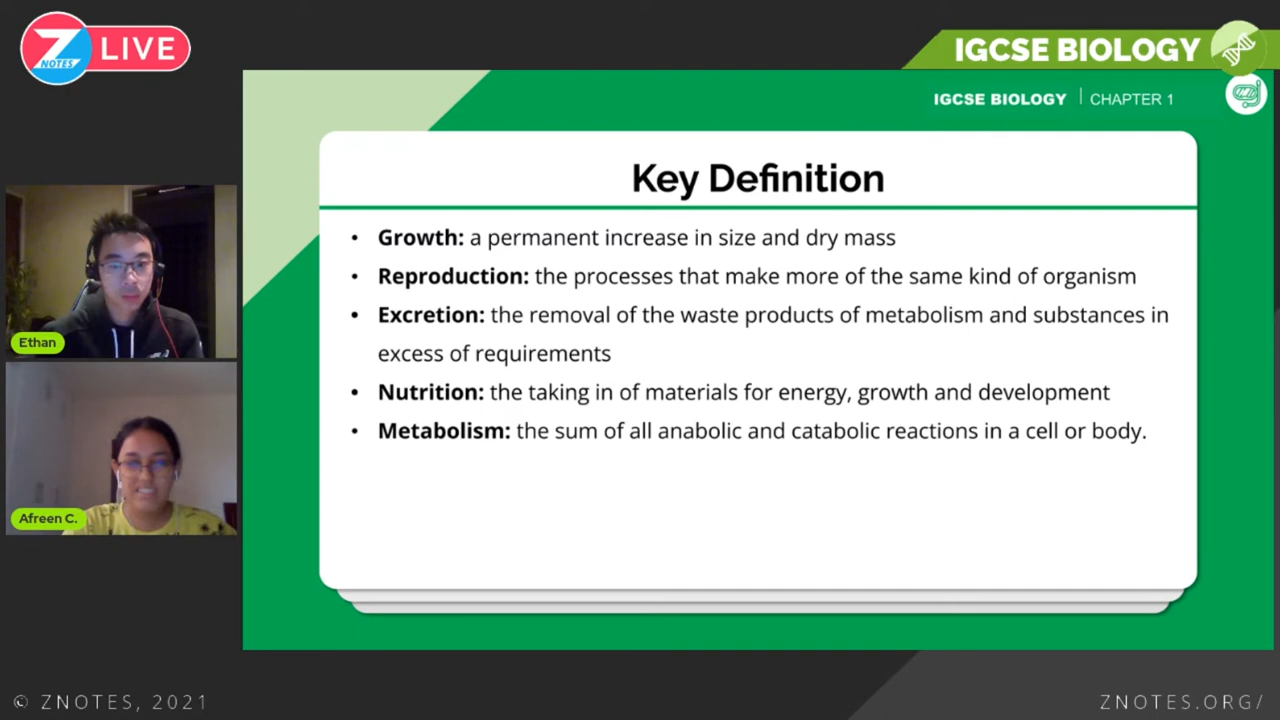 Z NOTES LIVE
IGCSE BIOLOGY
IGCSE BIOLOGY | CHAPTER 1
Key Definition
• Growth: a permanent increase in size and dry mass
• Reproduction: the processes that make more of the same kind of organism
• Excretion: the removal of the waste products of metabolism and substances in
excess of requirements
• Nutrition: the taking in of materials for energy, growth and development
• Metabolism: the sum of all anabolic and catabolic reactions in a cell or body.
Ethan
Afreen C.
© ZNOTES, 2021
ZNOTES.ORG/